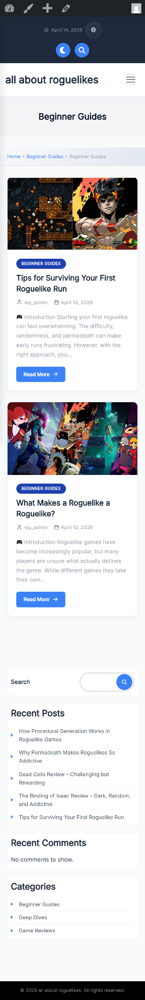 April 14, 2026
all about roguelikes
Beginner Guides
Home > Beginner Guides > Beginner Guides
BEGINNER GUIDES
Tips for Surviving Your First
Roguelike Run
wp_admin April 13, 2026
Introduction Starting your first roguelike
can feel overwhelming. The difficulty,
randomness, and permadeath can make
early runs frustrating. However, with the
right approach, you...
Read More →
BEGINNER GUIDES
What Makes a Roguelike a
Roguelike?
wp_admin April 13, 2026
Introduction Roguelike games have
become increasingly popular, but many
players are unsure what actually defines
the genre. While different games may take
their own...
Read More →
Search
Recent Posts
How Procedural Generation Works in
Roguelike Games
Why Permadeath Makes Roguelikes So
Addictive
Dead Cells Review – Challenging but
Rewarding
The Binding of Isaac Review – Dark, Random,
and Addictive
Tips for Surviving Your First Roguelike Run
Recent Comments
No comments to show.
Categories
Beginner Guides
Deep Dives
Game Reviews
© 2026 all about roguelikes. All rights reserved.